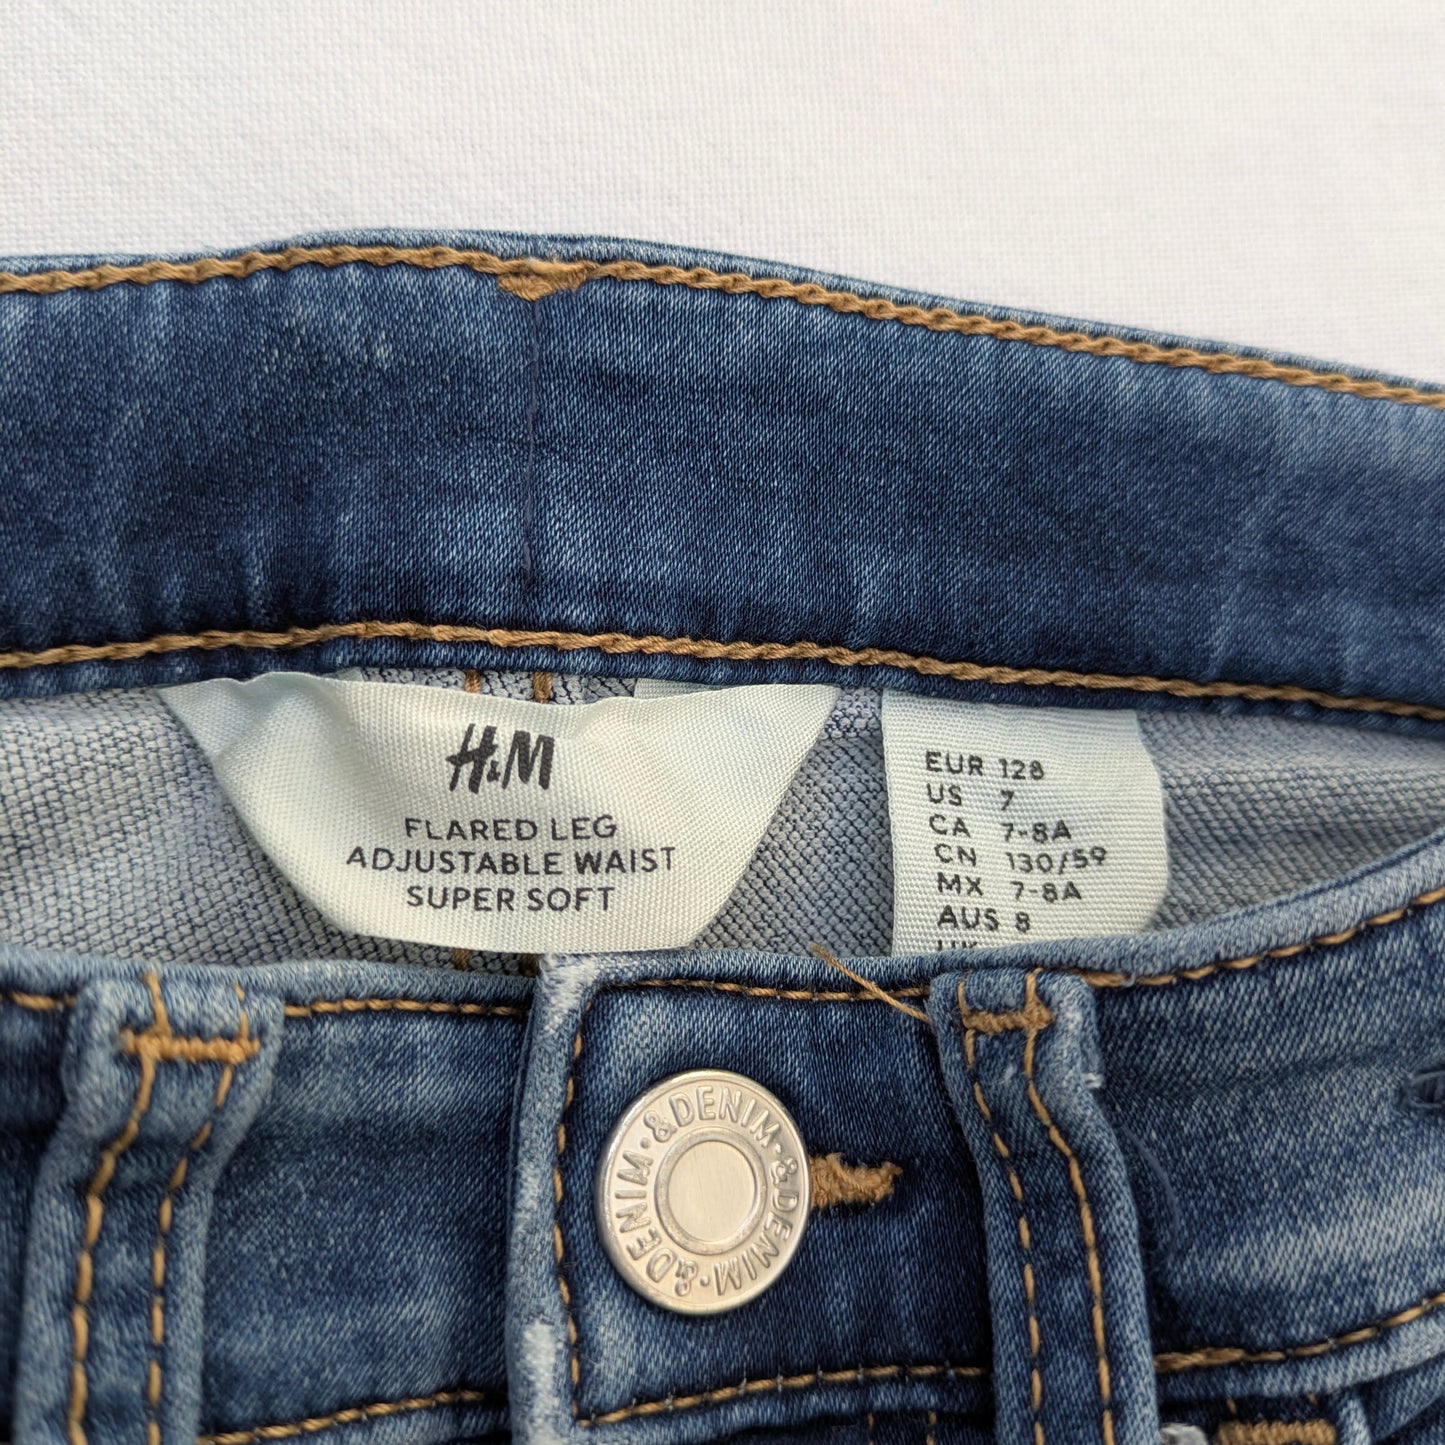 H&M
FLARED LEG
ADJUSTABLE WAIST
SUPER SOFT
EUR 128
US 7
CA 7-8A
CN 130/59
MX 7-8A
AUS 8
&DENIM·&DENIM·&DENIM·